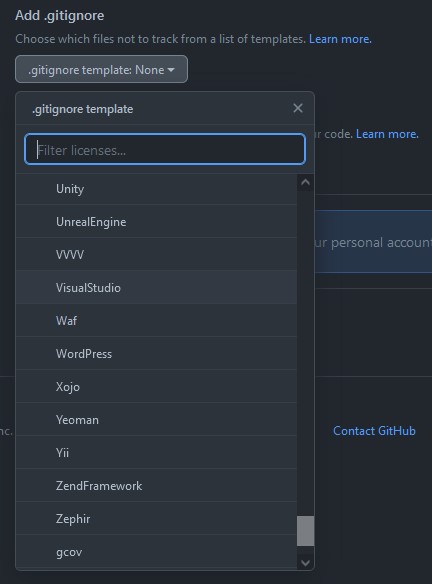 Add .gitignore
Choose which files not to track from a list of templates. Learn more.
.gitignore template: None
.gitignore template
Filter licenses...
code. Learn more.
Unity
UnrealEngine
VVVV
personal account
VisualStudio
Waf
WordPress
Xojo
Yeoman
Contact GitHub
Yii
ZendFramework
Zephir
gcov